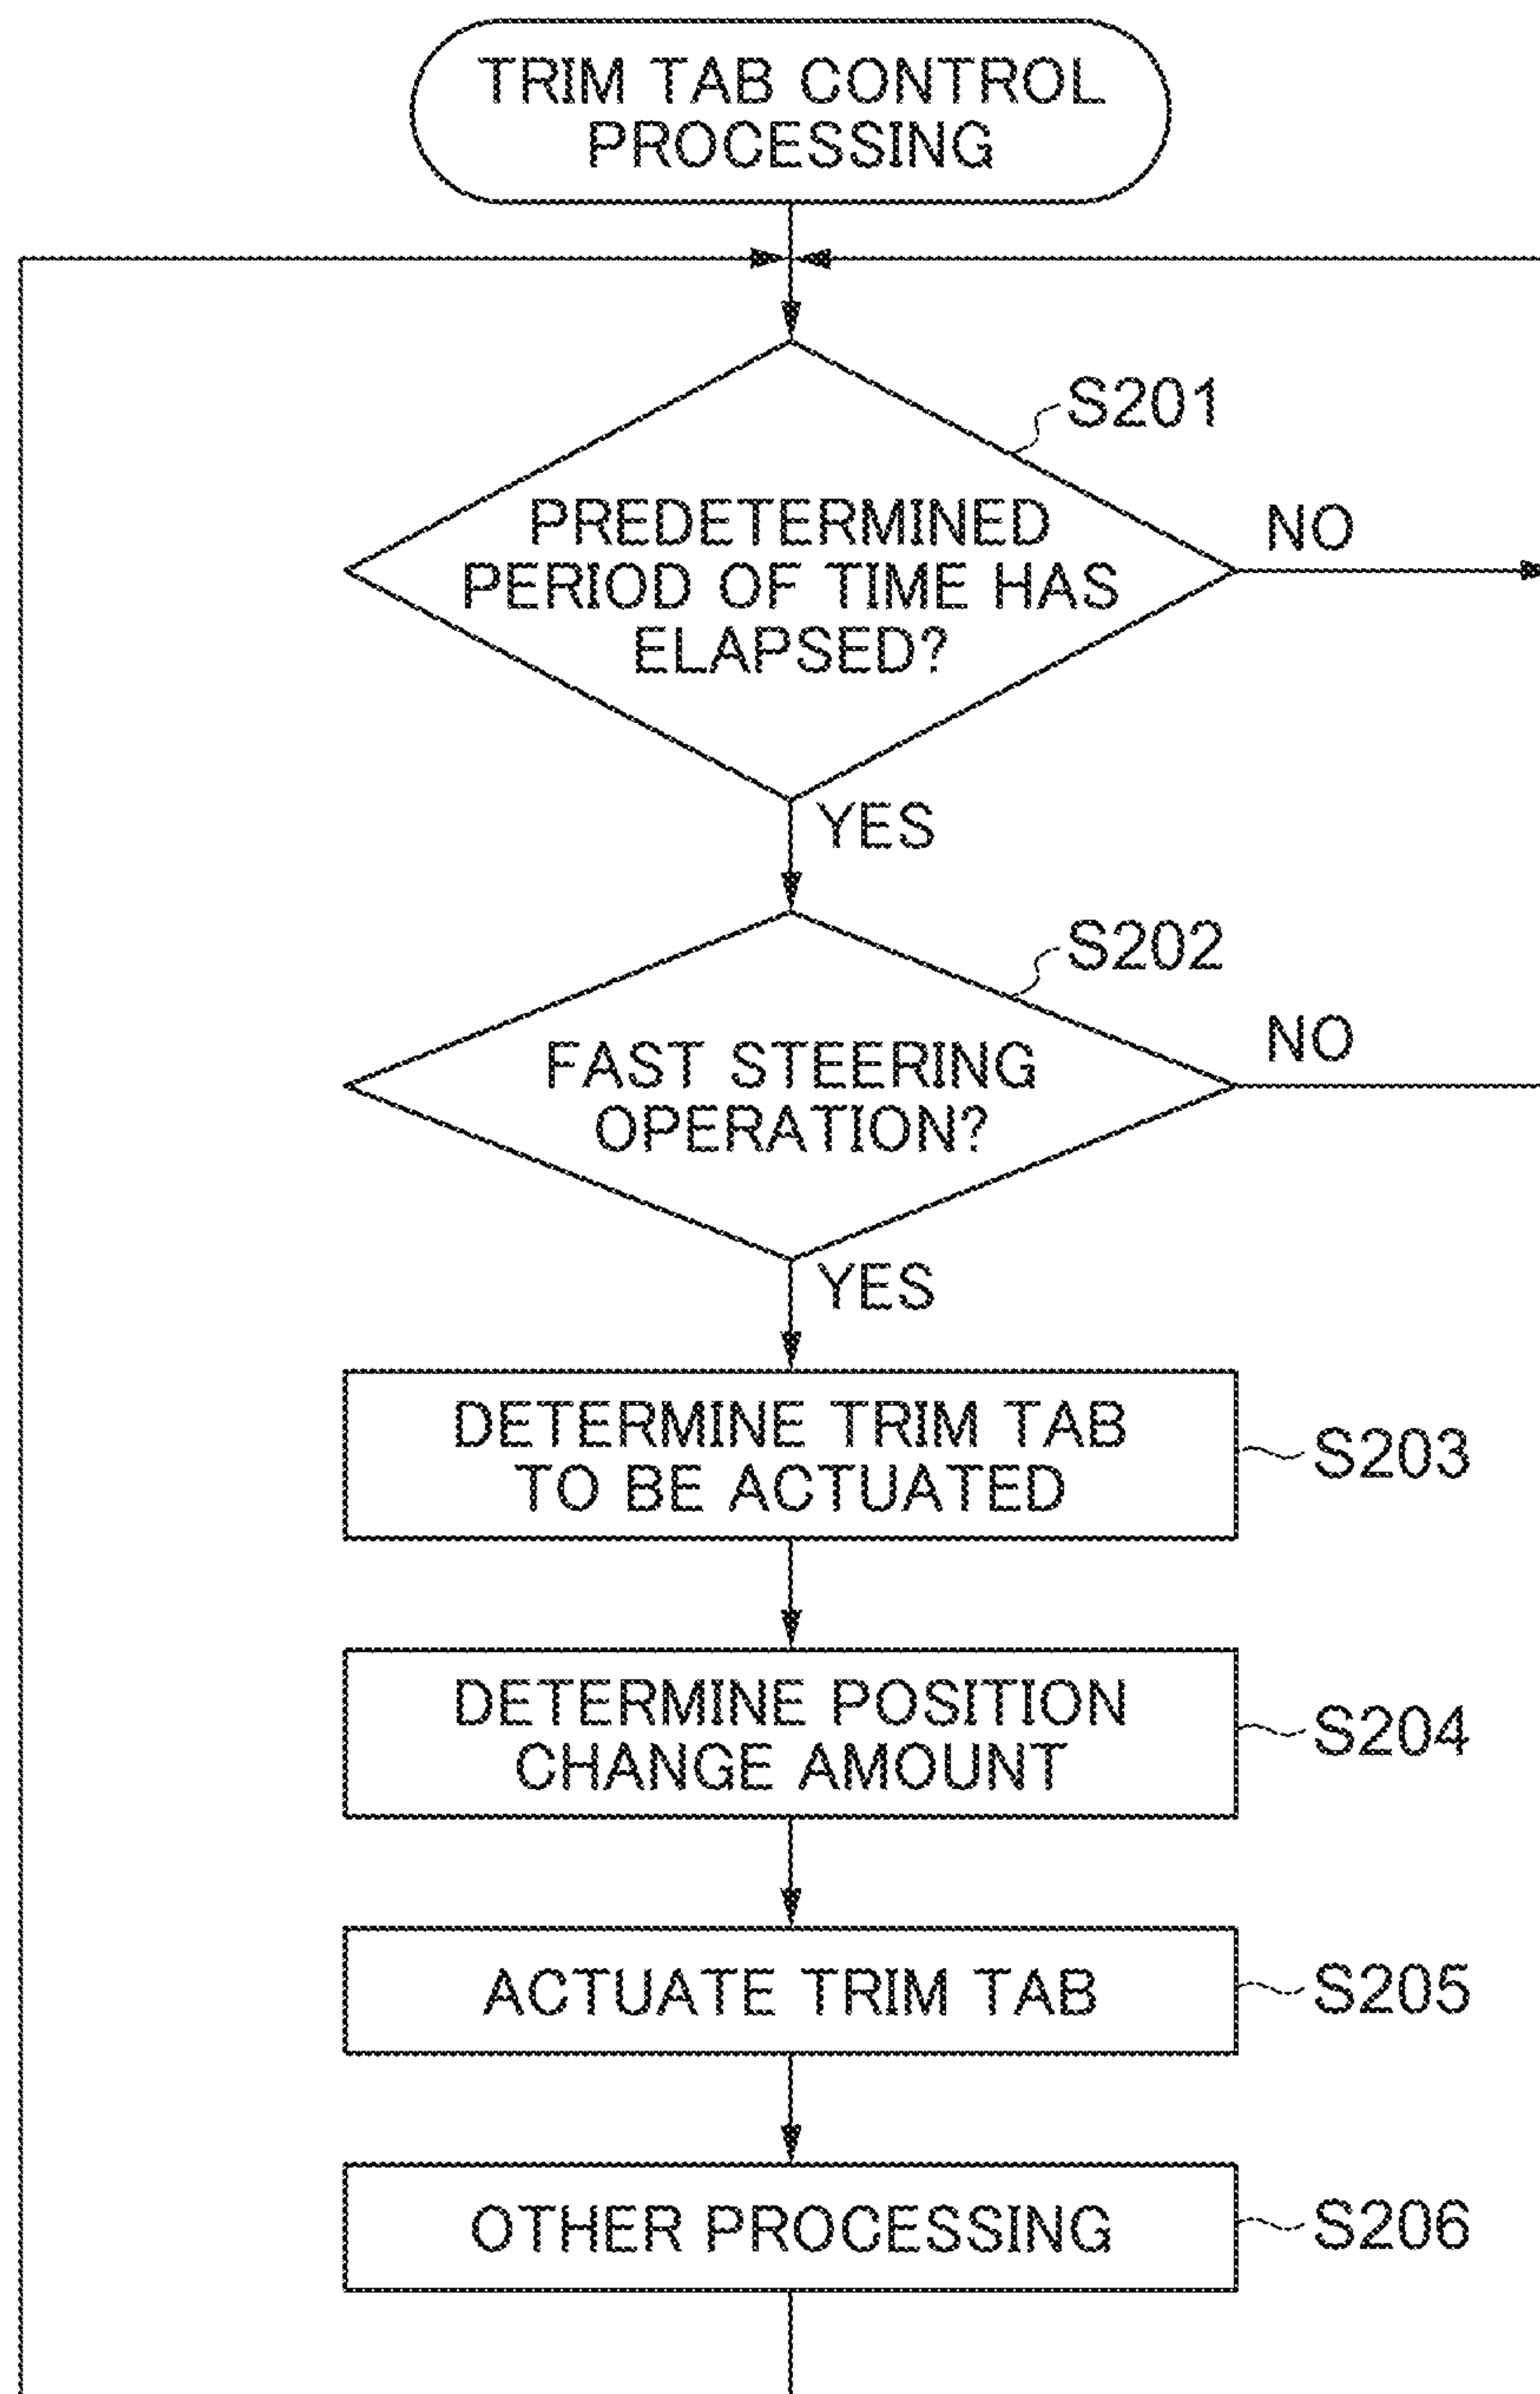 TRIM TAB CONTROL
PROCESSING
S201
PREDETERMINED
PERIOD OF TIME HAS
ELAPSED?
NO
YES
S202
FAST STEERING
OPERATION?
NO
YES
DETERMINE TRIM TAB
TO BE ACTUATED
S203
DETERMINE POSITION
CHANGE AMOUNT
S204
ACTUATE TRIM TAB
S205
OTHER PROCESSING
S206